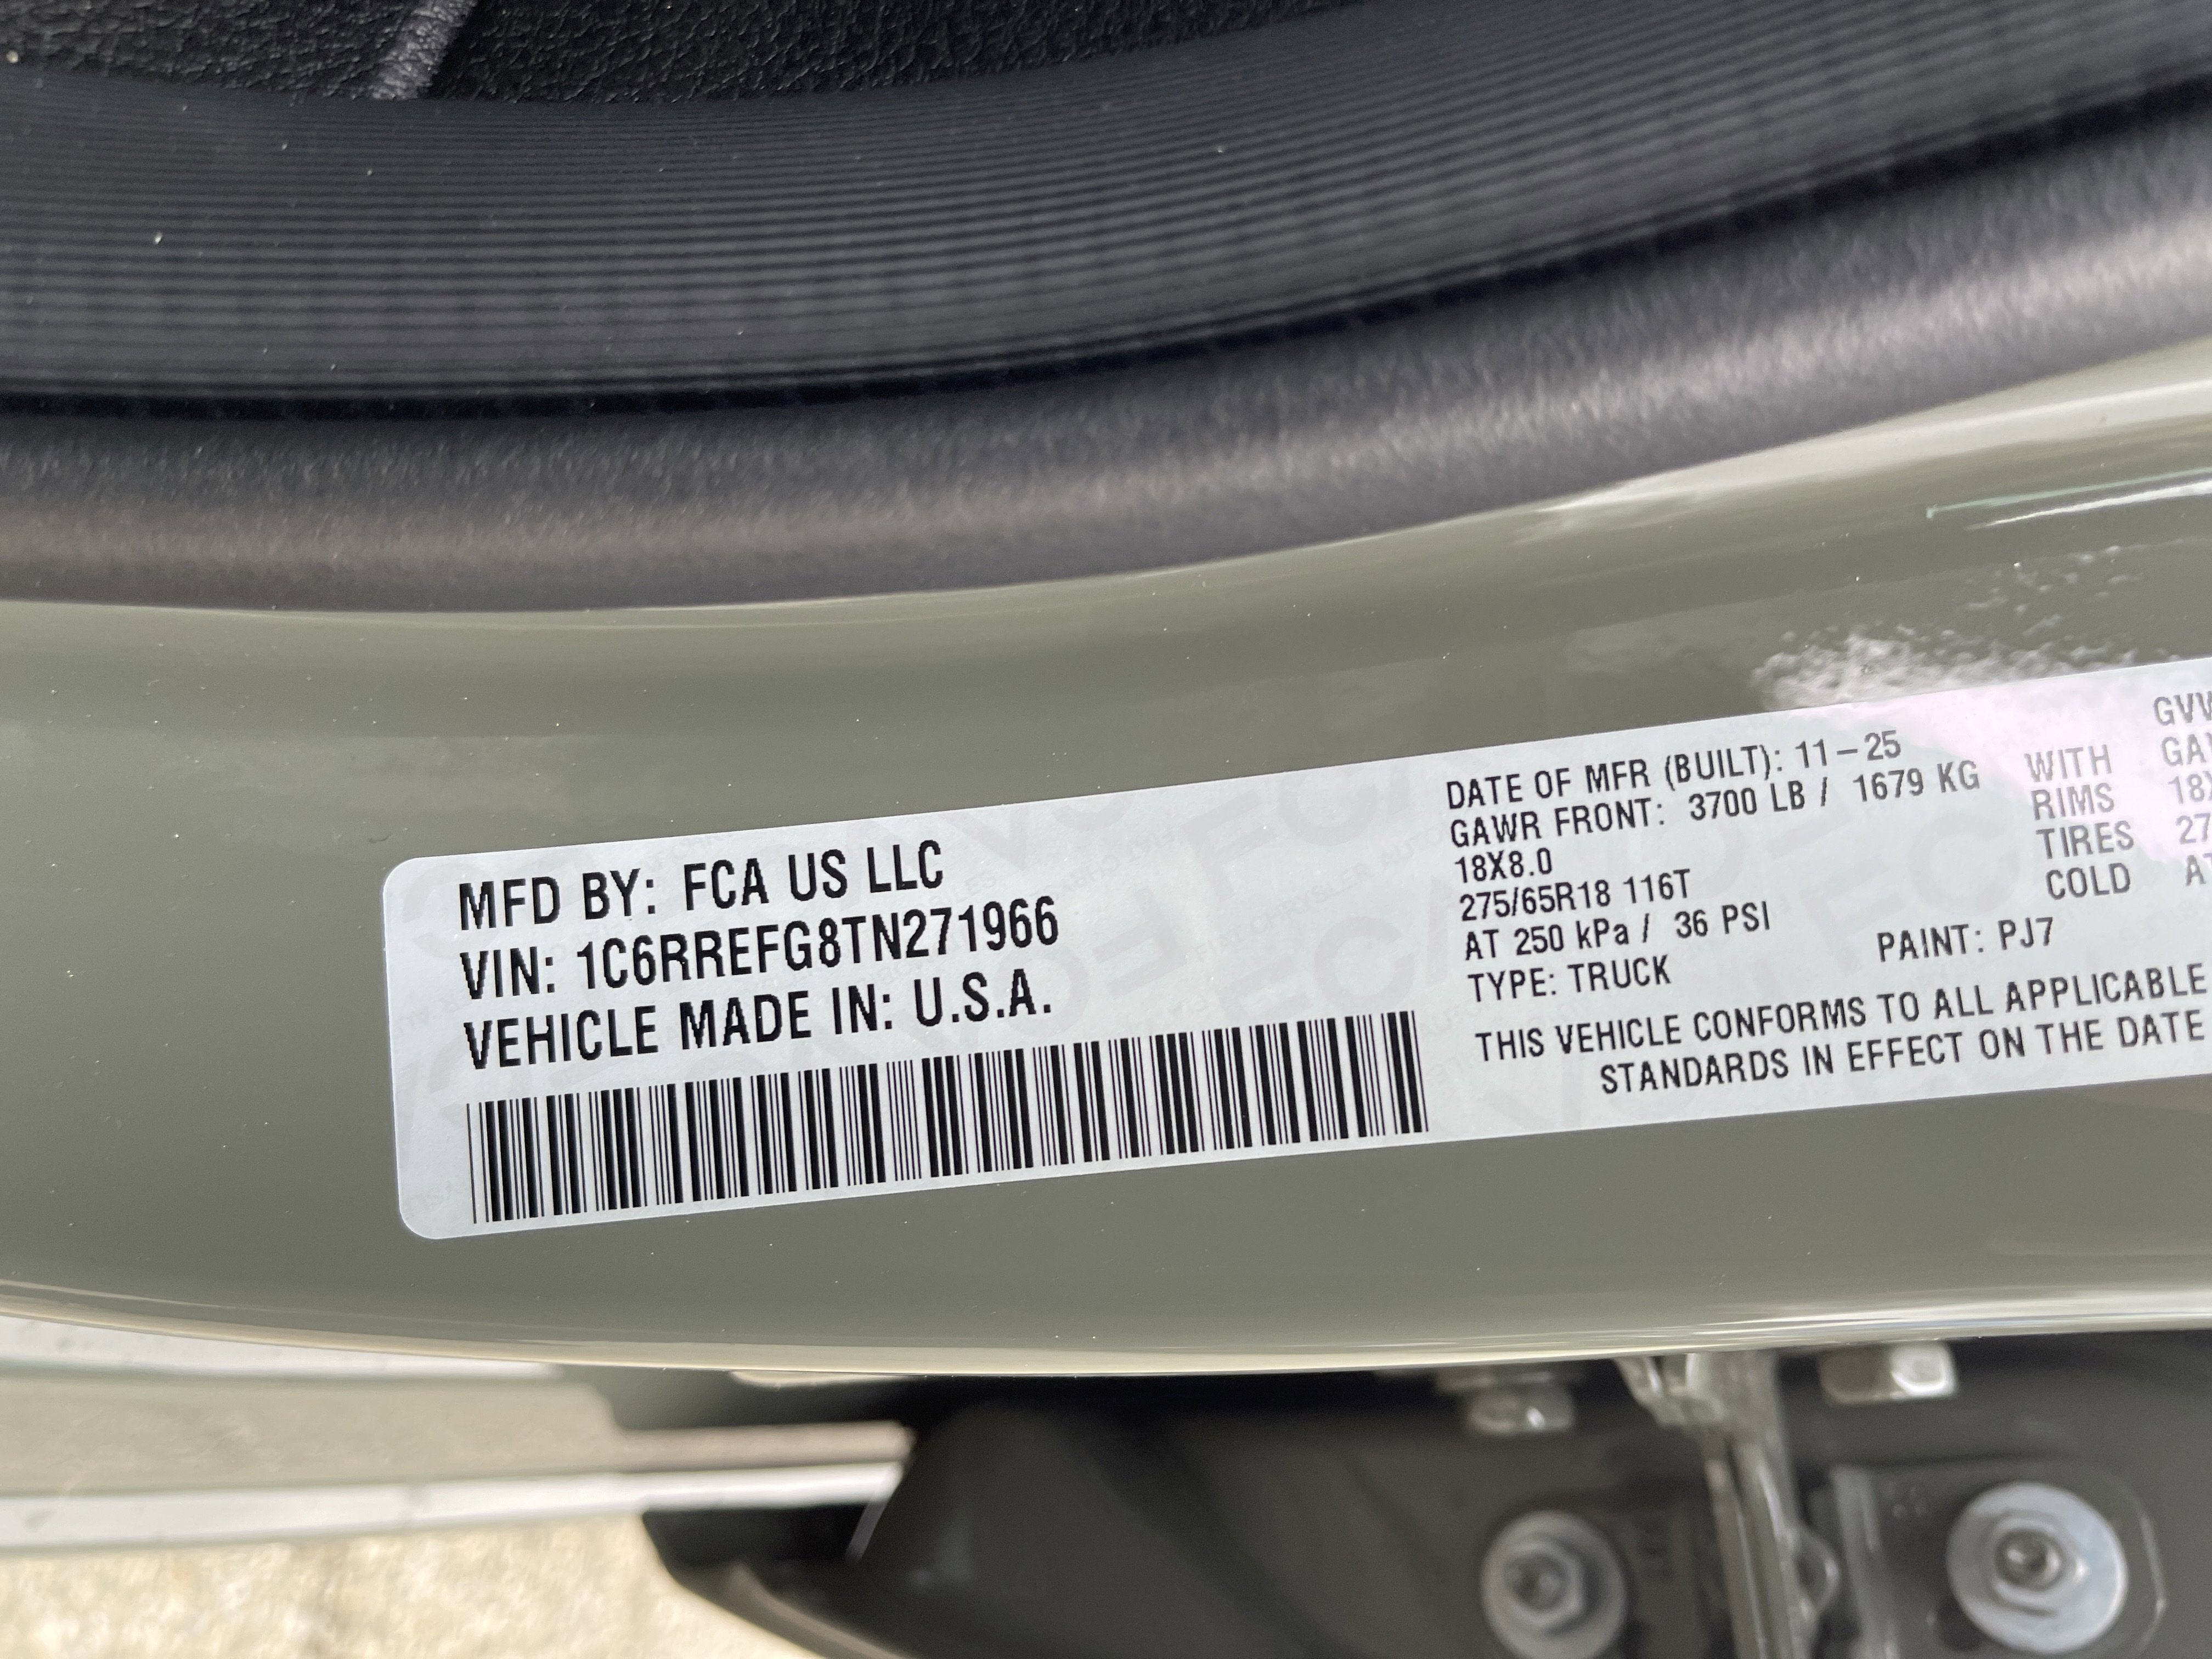 MFD BY: FCA US LLC
VIN: 1C6RREFG8TN271966
VEHICLE MADE IN: U.S.A.
DATE OF MFR (BUILT): 11-25
GAWR FRONT: 3700 LB / 1679 KG WITH
18X8.0 RIMS
275/65R18 116T TIRES
AT 250 kPa / 36 PSI COLD
TYPE: TRUCK PAINT: PJ7
THIS VEHICLE CONFORMS TO ALL APPLICABLE
STANDARDS IN EFFECT ON THE DATE